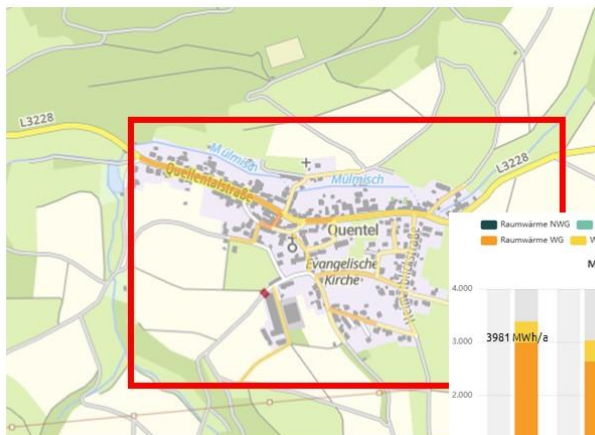 L3228
Mülmisch
Quellentalstraße
Mülmisch
L3228
Quentel
Evangelische
Kirche
Raumwärme NWG
Raumwärme WG
W
M
4.000
3981 MWh/a
3.000
2.000